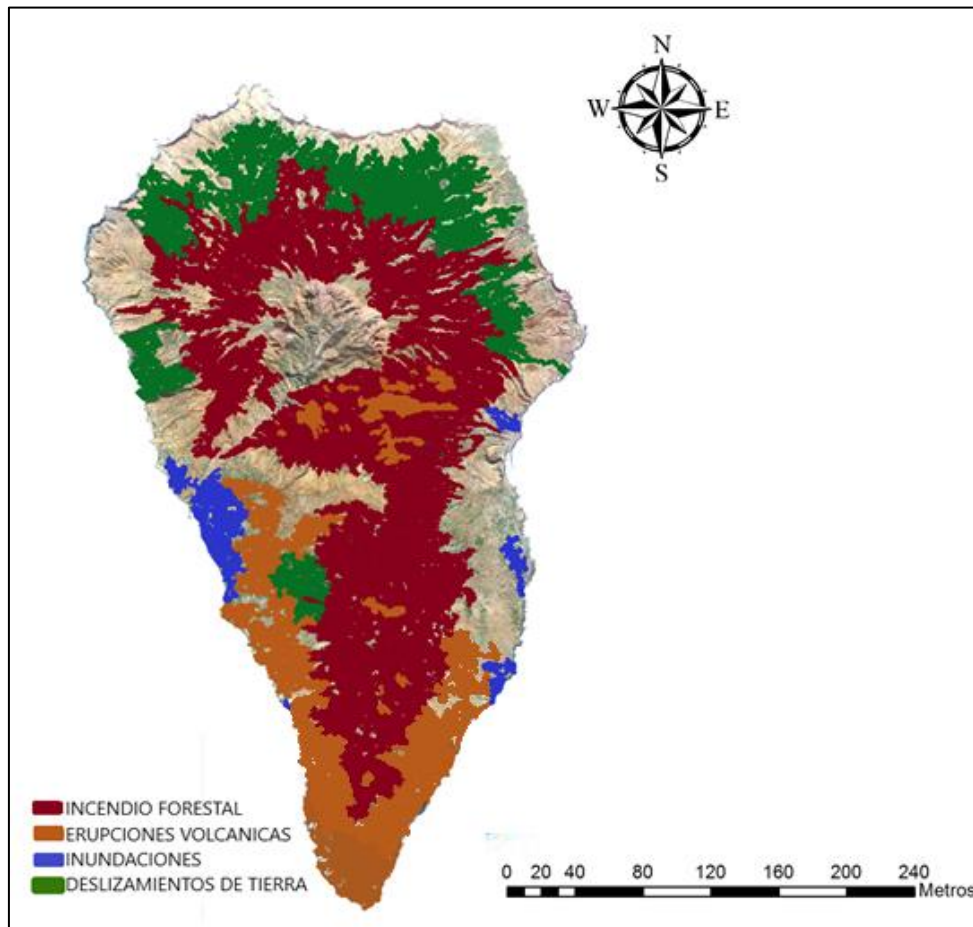 N
W E
S
INCENDIO FORESTAL
ERUPCIONES VOLCANICAS
INUNDACIONES
DESLIZAMIENTOS DE TIERRA
0 20 40 80 120 160 200 240
Metros